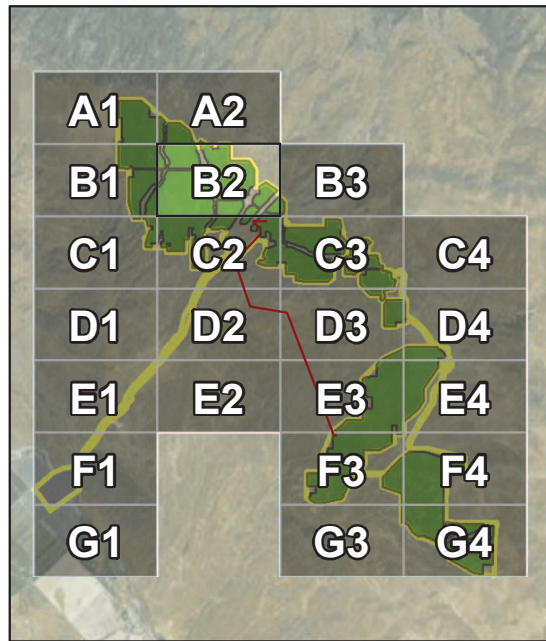 A1 A2
B1 B2 B3
C1 C2 C3 C4
D1 D2 D3 D4
E1 E2 E3 E4
F1 F3 F4
G1 G3 G4